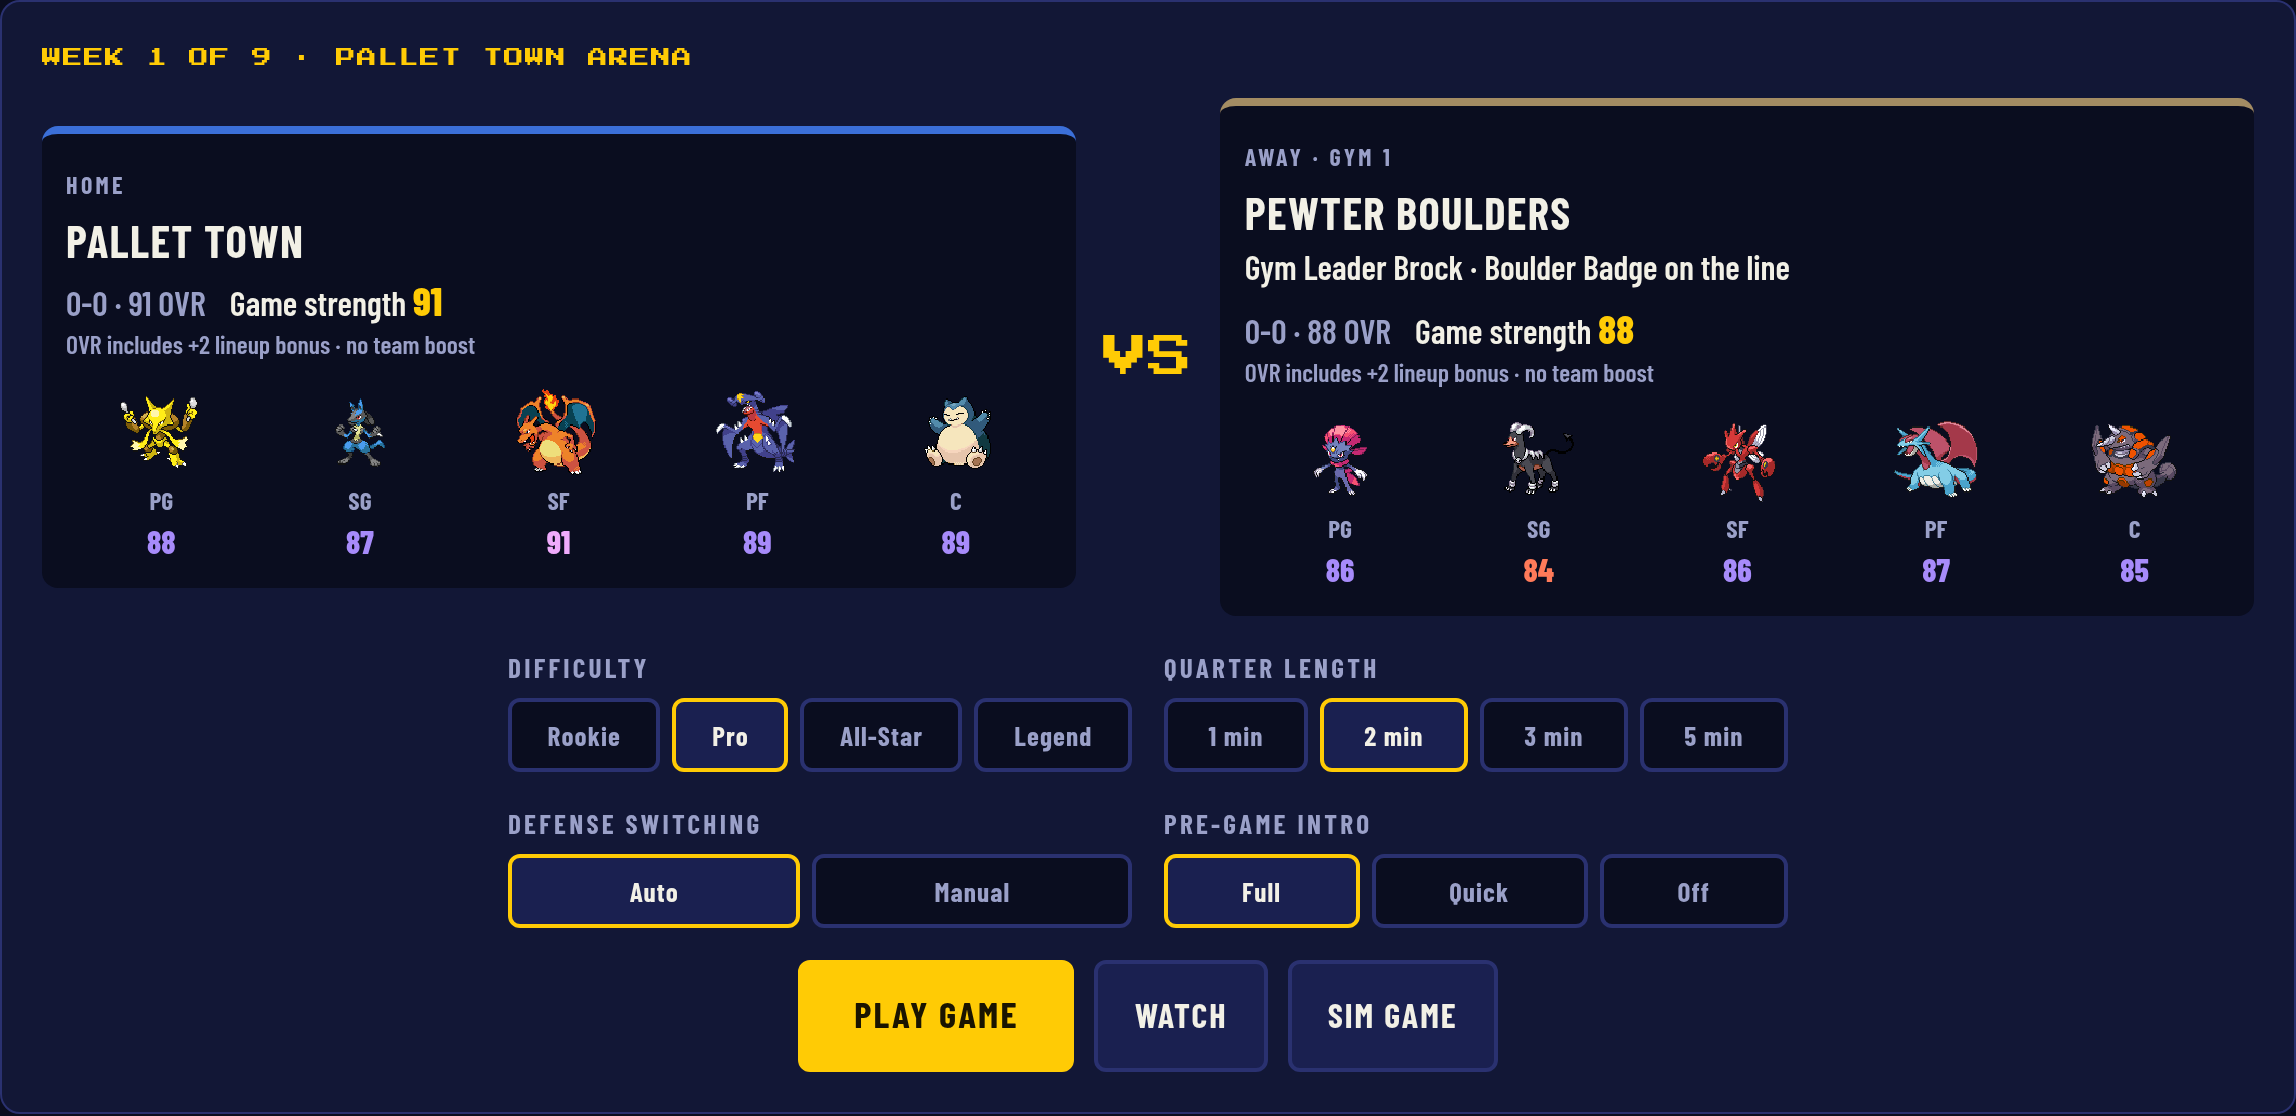 WEEK 1 OF 9 · PALLET TOWN ARENA
HOME
PALLET TOWN
0-0 · 91 OVR Game strength 91
OVR includes +2 lineup bonus · no team boost
PG SG SF PF C
88 87 91 89 89
VS
AWAY · GYM 1
PEWTER BOULDERS
Gym Leader Brock · Boulder Badge on the line
0-0 · 88 OVR Game strength 88
OVR includes +2 lineup bonus · no team boost
PG SG SF PF C
86 84 86 87 85
DIFFICULTY
Rookie Pro All-Star Legend
QUARTER LENGTH
1 min 2 min 3 min 5 min
DEFENSE SWITCHING
Auto Manual
PRE-GAME INTRO
Full Quick Off
PLAY GAME WATCH SIM GAME